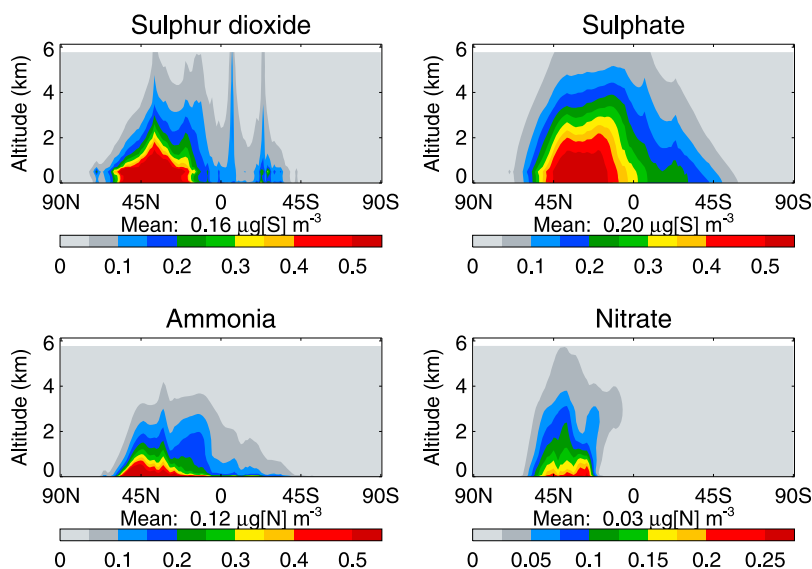 Sulphur dioxide
Altitude (km)
6
4
2
0
90N 45N 0 45S 90S
Mean: 0.16 μg[S] m-3
0 0.1 0.2 0.3 0.4 0.5
Sulphate
Altitude (km)
6
4
2
0
90N 45N 0 45S 90S
Mean: 0.20 μg[S] m-3
0 0.1 0.2 0.3 0.4 0.5
Ammonia
Altitude (km)
6
4
2
0
90N 45N 0 45S 90S
Mean: 0.12 μg[N] m-3
0 0.1 0.2 0.3 0.4 0.5
Nitrate
Altitude (km)
6
4
2
0
90N 45N 0 45S 90S
Mean: 0.03 μg[N] m-3
0 0.05 0.1 0.15 0.2 0.25